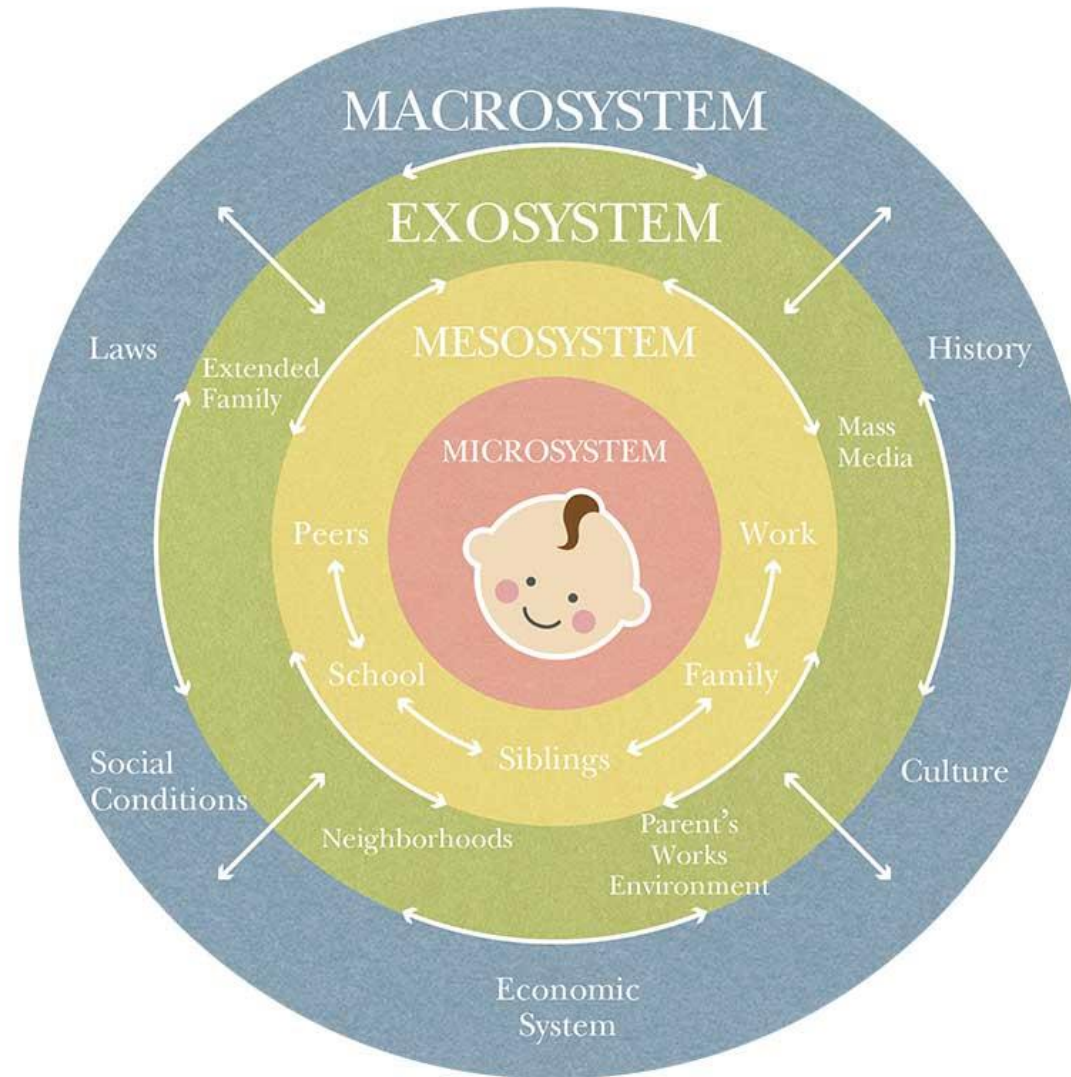 MACROSYSTEM
EXOSYSTEM
MESOSYSTEM
MICROSYSTEM
Laws
History
Extended
Family
Mass
Media
Peers
Work
School
Family
Siblings
Social
Conditions
Culture
Neighborhoods
Parent's
Works
Environment
Economic
System